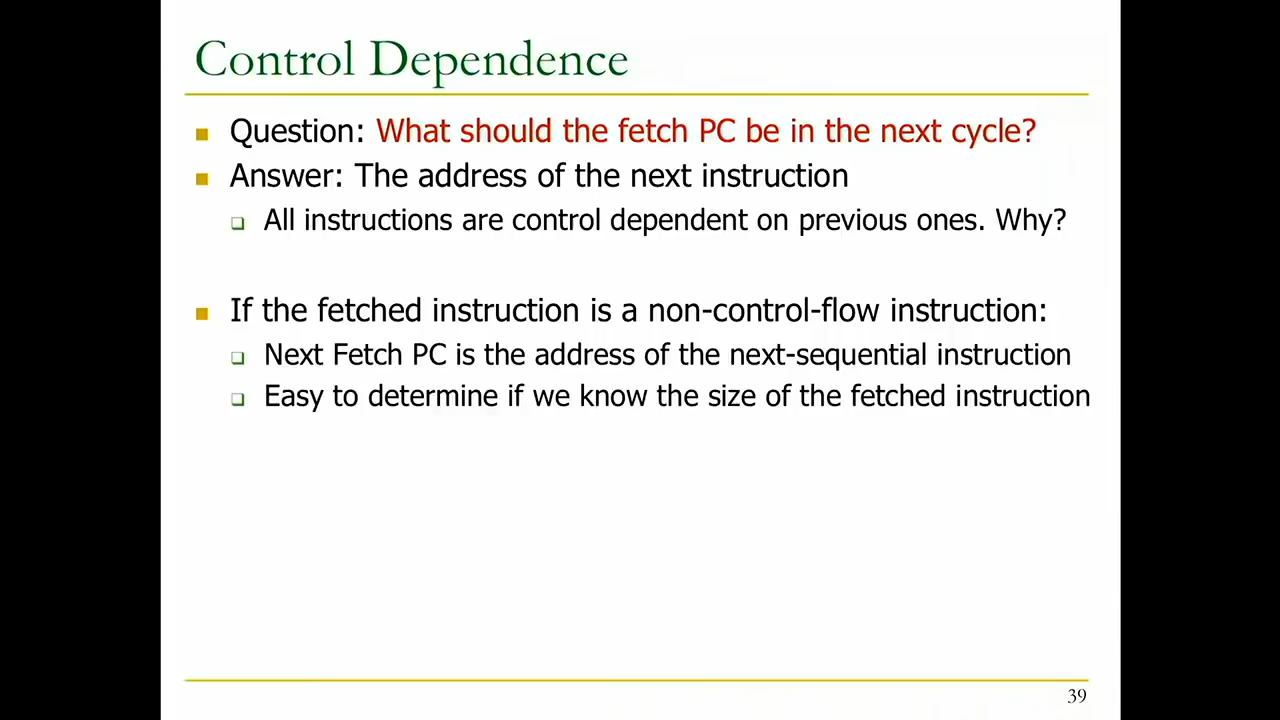 Control Dependence
Question: What should the fetch PC be in the next cycle?
Answer: The address of the next instruction
All instructions are control dependent on previous ones. Why?
If the fetched instruction is a non-control-flow instruction:
Next Fetch PC is the address of the next-sequential instruction
Easy to determine if we know the size of the fetched instruction
39